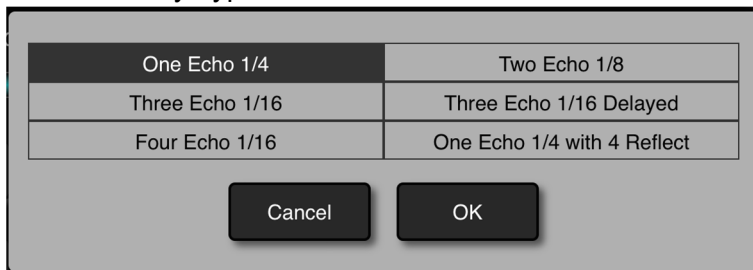 One Echo 1/4 Two Echo 1/8
Three Echo 1/16 Three Echo 1/16 Delayed
Four Echo 1/16 One Echo 1/4 with 4 Reflect
Cancel OK